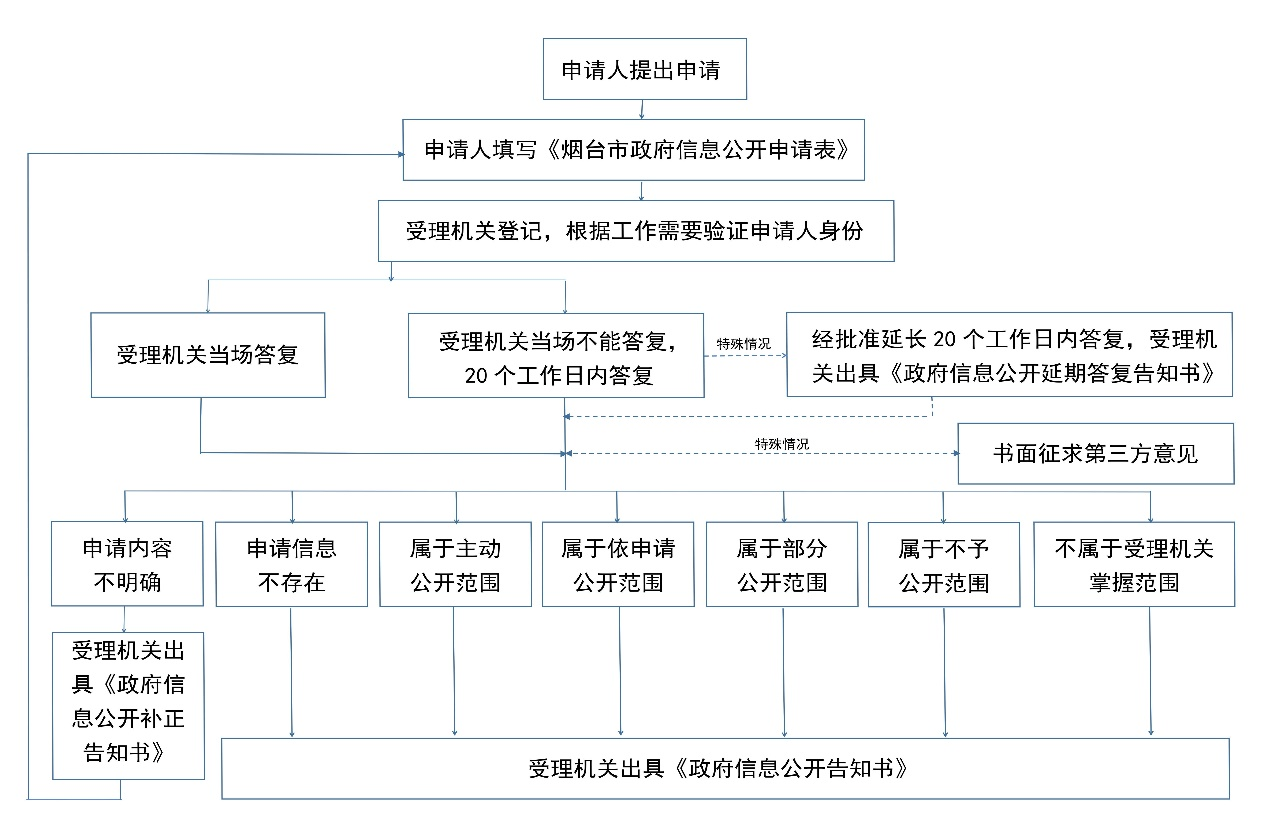 申请人提出申请
申请人填写《烟台市政府信息公开申请表》
受理机关登记，根据工作需要验证申请人身份
受理机关当场答复
受理机关当场不能答复，
20 个工作日内答复
特殊情况
经批准延长 20 个工作日内答复，受理机
关出具《政府信息公开延期答复告知书》
特殊情况
书面征求第三方意见
申请内容
不明确
申请信息
不存在
属于主动
公开范围
属于依申请
公开范围
属于部分
公开范围
属于不予
公开范围
不属于受理机关
掌握范围
受理机关出
具《政府信
息公开补正
告知书》
受理机关出具《政府信息公开告知书》